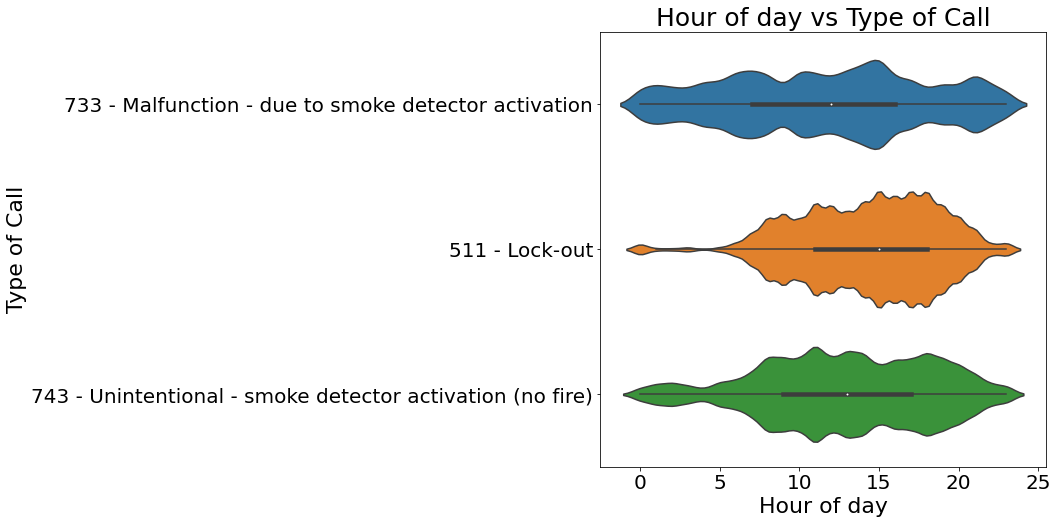 Hour of day vs Type of Call
Type of Call
733 - Malfunction - due to smoke detector activation
511 - Lock-out
743 - Unintentional - smoke detector activation (no fire)
0 5 10 15 20 25
Hour of day